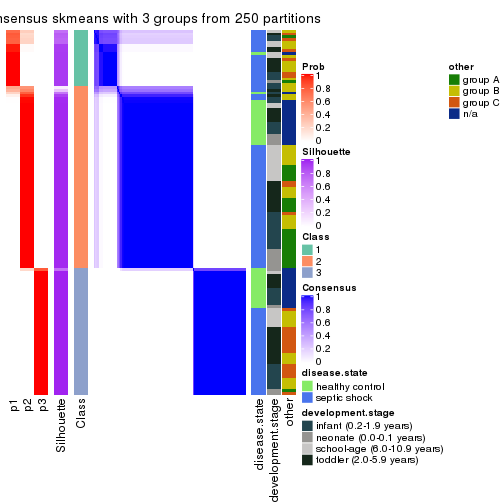 nsensus skmeans with 3 groups from 250 partitions
p1
p2
p3
Silhouette
Class
disease.state
development.stage
other
Prob
1
0.8
0.6
0.4
0.2
0
Silhouette
1
0.8
0.6
0.4
0.2
0
Class
1
2
3
Consensus
1
0.8
0.6
0.4
0.2
0
disease.state
healthy control
septic shock
development.stage
infant (0.2-1.9 years)
neonate (0.0-0.1 years)
school-age (6.0-10.9 years)
toddler (2.0-5.9 years)
other
group A
group B
group C
n/a